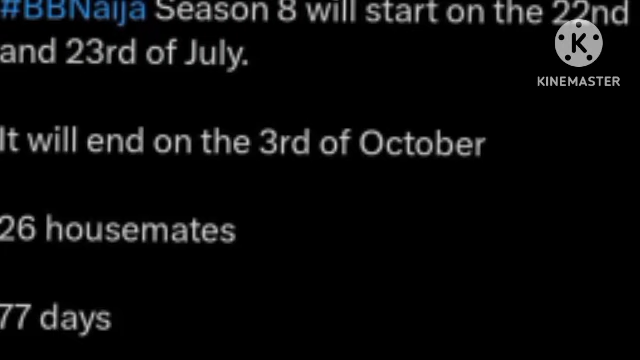 #BBNaija Season 8 will start on the 22nd
and 23rd of July.
It will end on the 3rd of October
26 housemates
77 days
K
KINEMASTER